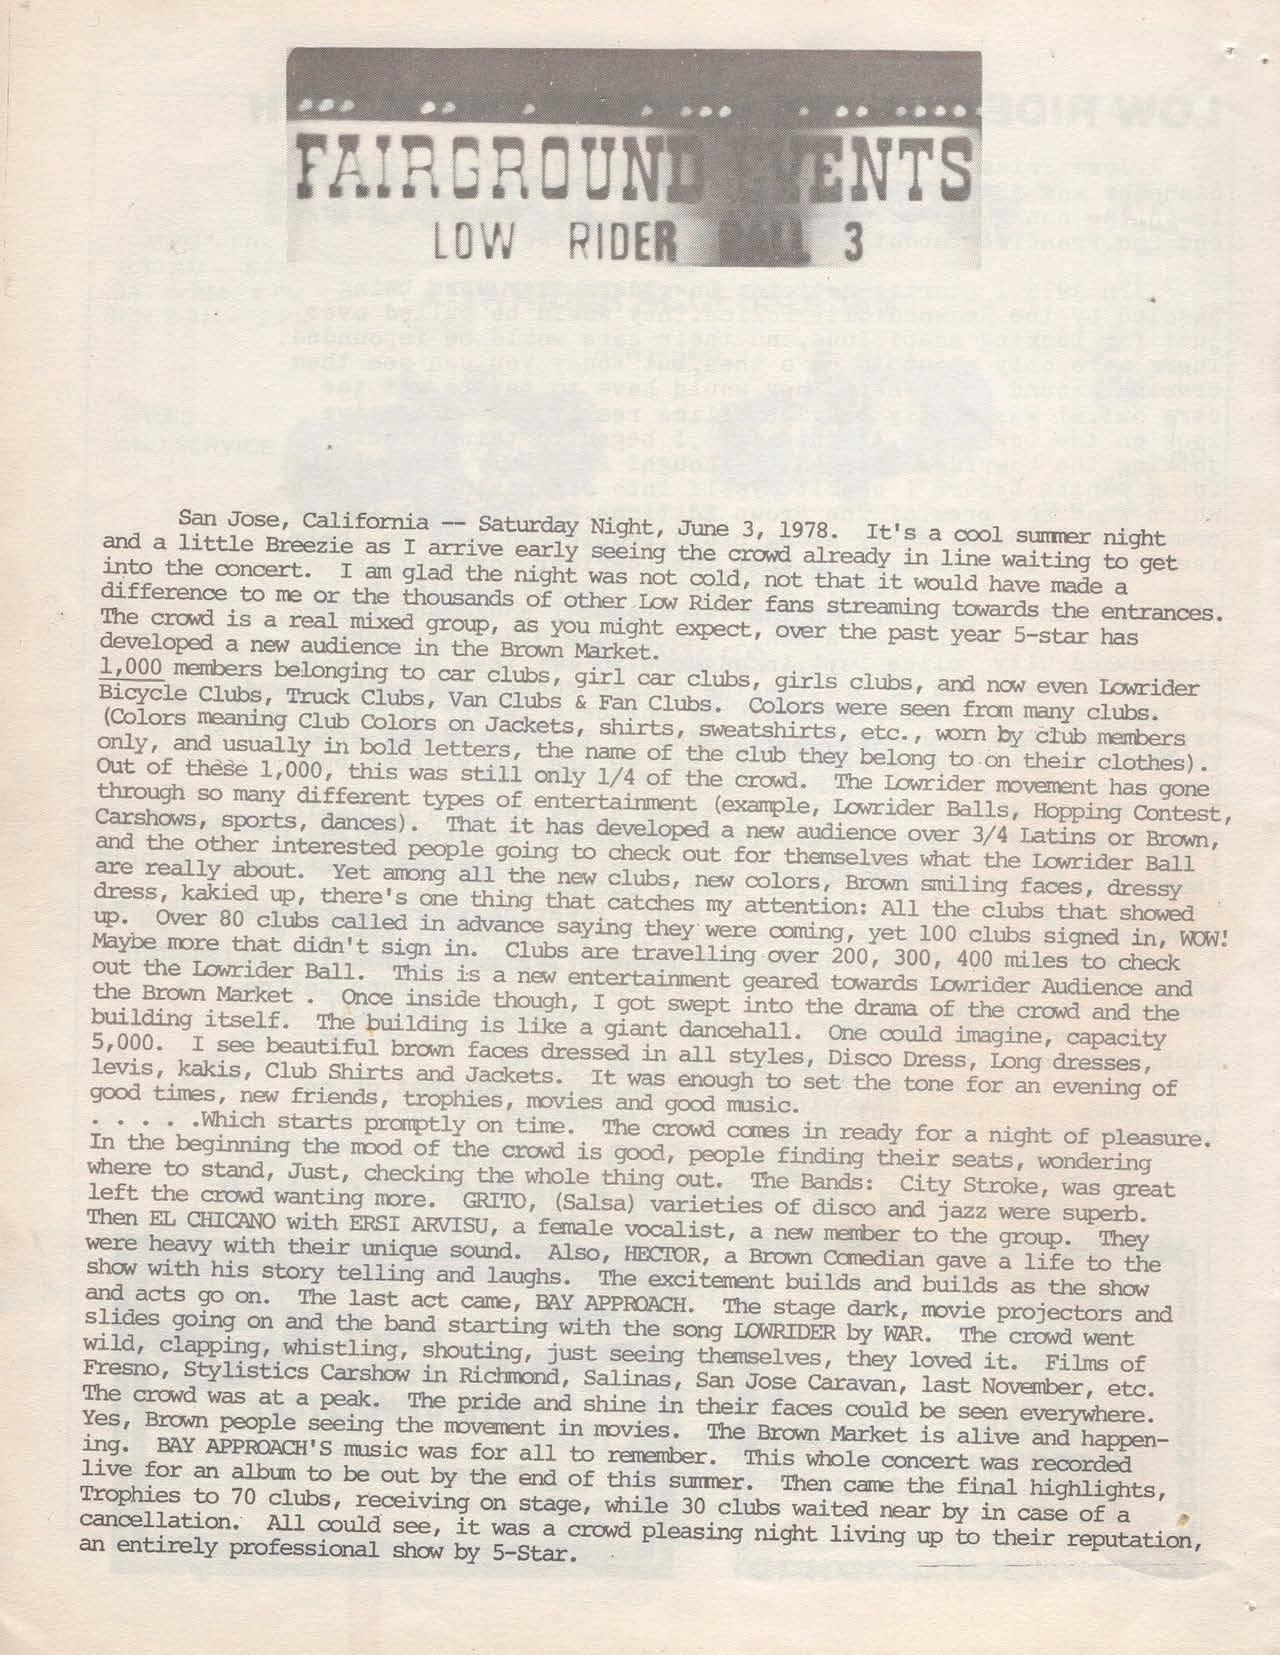 FAIRGROUND EVENTS
LOW RIDER BALL 3
San Jose, California -- Saturday Night, June 3, 1978. It's a cool summer night
and a little Breezie as I arrive early seeing the crowd already in line waiting to get
into the concert. I am glad the night was not cold, not that it would have made a
difference to me or the thousands of other Low Rider fans streaming towards the entrances.
The crowd is a real mixed group, as you might expect, over the past year 5-star has
developed a new audience in the Brown Market.
1,000 members belonging to car clubs, girl car clubs, girls clubs, and now even Lowrider
Bicycle Clubs, Truck Clubs, Van Clubs & Fan Clubs. Colors were seen from many clubs.
(Colors meaning Club Colors on Jackets, shirts, sweatshirts, etc., worn by club members
only, and usually in bold letters, the name of the club they belong to on their clothes).
Out of these 1,000, this was still only 1/4 of the crowd. The Lowrider movement has gone
through so many different types of entertainment (example, Lowrider Balls, Hopping Contest,
Carshows, sports, dances). That it has developed a new audience over 3/4 Latins or Brown,
and the other interested people going to check out for themselves what the Lowrider Ball
are really about. Yet among all the new clubs, new colors, Brown smiling faces, dressy
dress, kakied up, there's one thing that catches my attention: All the clubs that showed
up. Over 80 clubs called in advance saying they were coming, yet 100 clubs signed in, WOW!
Maybe more that didn't sign in. Clubs are travelling over 200, 300, 400 miles to check
out the Lowrider Ball. This is a new entertainment geared towards Lowrider Audience and
the Brown Market . Once inside though, I got swept into the drama of the crowd and the
building itself. The building is like a giant dancehall. One could imagine, capacity
5,000. I see beautiful brown faces dressed in all styles, Disco Dress, Long dresses,
levis, kakis, Club Shirts and Jackets. It was enough to set the tone for an evening of
good times, new friends, trophies, movies and good music.
. . . . .Which starts promptly on time. The crowd comes in ready for a night of pleasure.
In the beginning the mood of the crowd is good, people finding their seats, wondering
where to stand, Just, checking the whole thing out. The Bands: City Stroke, was great
left the crowd wanting more. GRITO, (Salsa) varieties of disco and jazz were superb.
Then EL CHICANO with ERSI ARVISU, a female vocalist, a new member to the group. They
were heavy with their unique sound. Also, HECTOR, a Brown Comedian gave a life to the
show with his story telling and laughs. The excitement builds and builds as the show
and acts go on. The last act came, BAY APPROACH. The stage dark, movie projectors and
slides going on and the band starting with the song LOWRIDER by WAR. The crowd went
wild, clapping, whistling, shouting, just seeing themselves, they loved it. Films of
Fresno, Stylistics Carshow in Richmond, Salinas, San Jose Caravan, last November, etc.
The crowd was at a peak. The pride and shine in their faces could be seen everywhere.
Yes, Brown people seeing the movement in movies. The Brown Market is alive and happen-
ing. BAY APPROACH'S music was for all to remember. This whole concert was recorded
live for an album to be out by the end of this summer. Then came the final highlights,
Trophies to 70 clubs, receiving on stage, while 30 clubs waited near by in case of a
cancellation. All could see, it was a crowd pleasing night living up to their reputation,
an entirely professional show by 5-Star.